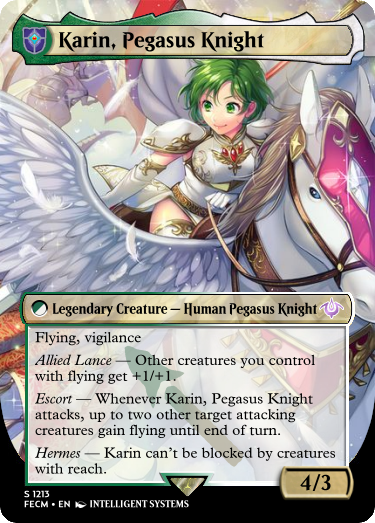 Karin, Pegasus Knight
Legendary Creature — Human Pegasus Knight
Flying, vigilance
Allied Lance — Other creatures you control
with flying get +1/+1.
Escort — Whenever Karin, Pegasus Knight
attacks, up to two other target attacking
creatures gain flying until end of turn.
Hermes — Karin can't be blocked by creatures
with reach.
4/3
S 1213
FECM • EN INTELLIGENT SYSTEMS